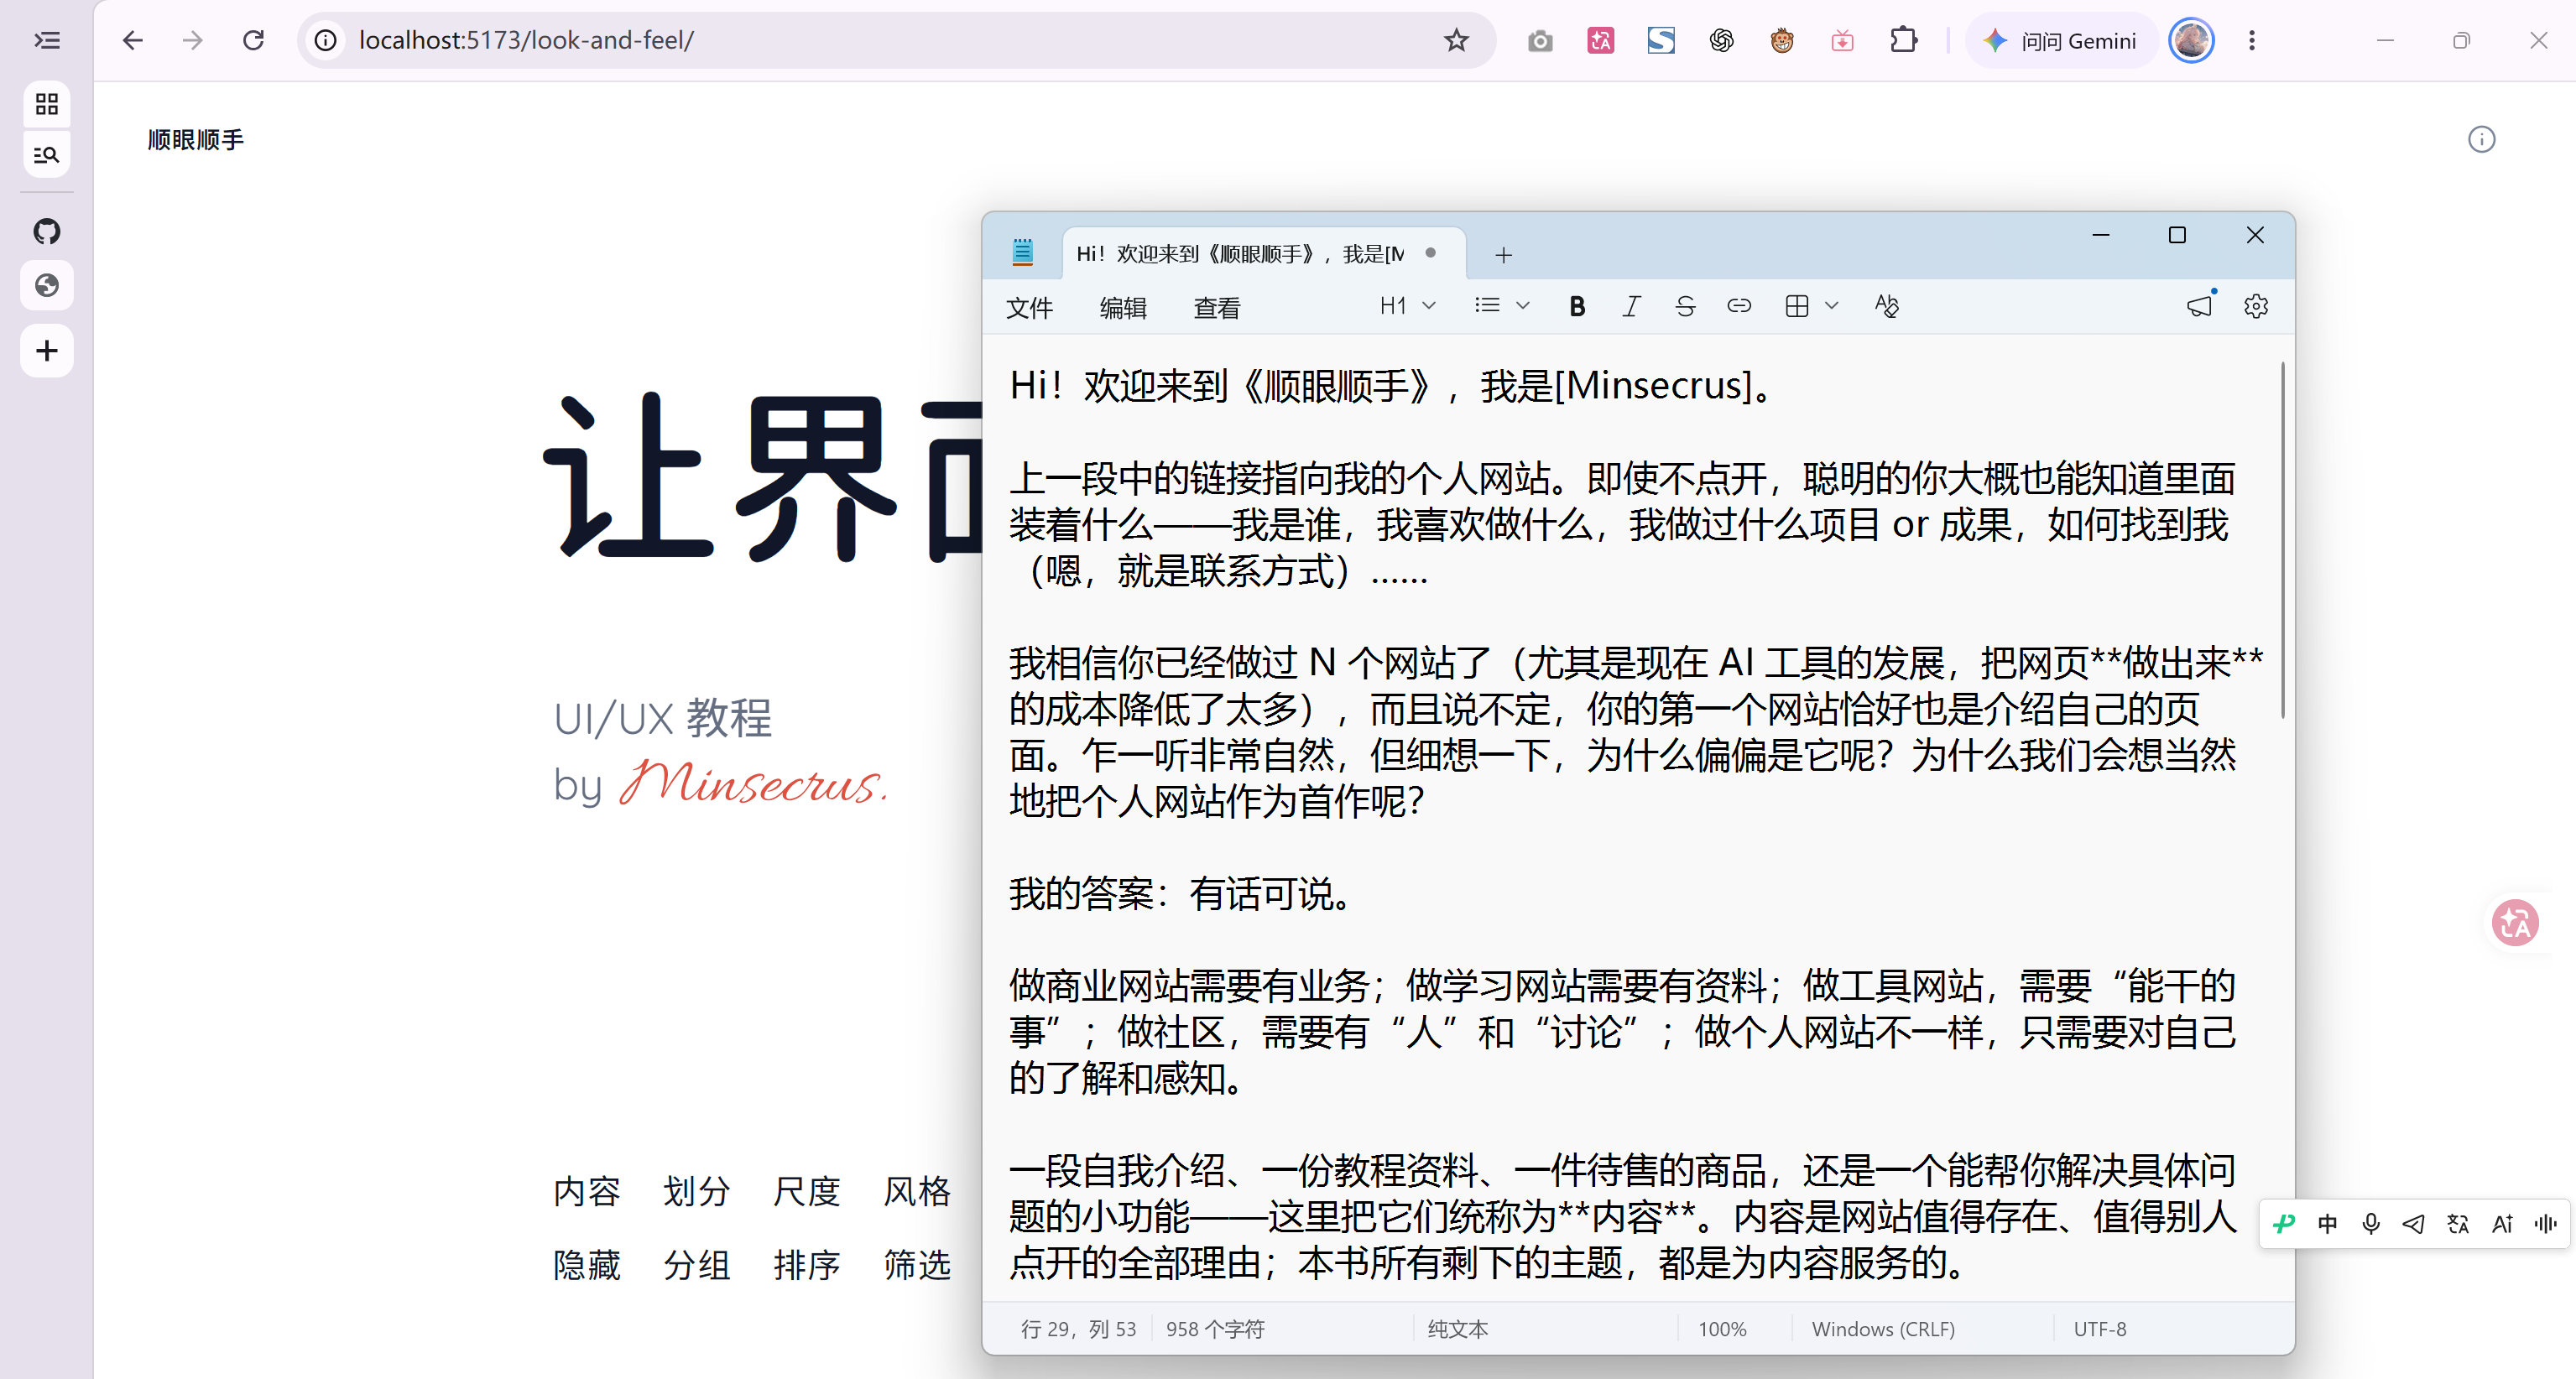 localhost:5173/look-and-feel/
问问 Gemini
顺眼顺手
让界
UI/UX 教程
by Minsecrus.
内容 划分 尺度 风格
隐藏 分组 排序 筛选
Hi！欢迎来到《顺眼顺手》，我是[M
文件 编辑 查看 H1
Hi！欢迎来到《顺眼顺手》，我是[Minsecrus]。
上一段中的链接指向我的个人网站。即使不点开，聪明的你大概也能知道里面
装着什么——我是谁，我喜欢做什么，我做过什么项目 or 成果，如何找到我
（嗯，就是联系方式）……
我相信你已经做过 N 个网站了（尤其是现在 AI 工具的发展，把网页**做出来**
的成本降低了太多），而且说不定，你的第一个网站恰好也是介绍自己的页
面。乍一听非常自然，但细想一下，为什么偏偏是它呢？为什么我们会想当然
地把个人网站作为首作呢？
我的答案：有话可说。
做商业网站需要有业务；做学习网站需要有资料；做工具网站，需要“能干的
事”；做社区，需要有“人”和“讨论”；做个人网站不一样，只需要对自己
的了解和感知。
一段自我介绍、一份教程资料、一件待售的商品，还是一个能帮你解决具体问
题的小功能——这里把它们统称为**内容**。内容是网站值得存在、值得别人
点开的全部理由；本书所有剩下的主题，都是为内容服务的。
行 29，列 53 958 个字符 纯文本 100% Windows (CRLF) UTF-8
中